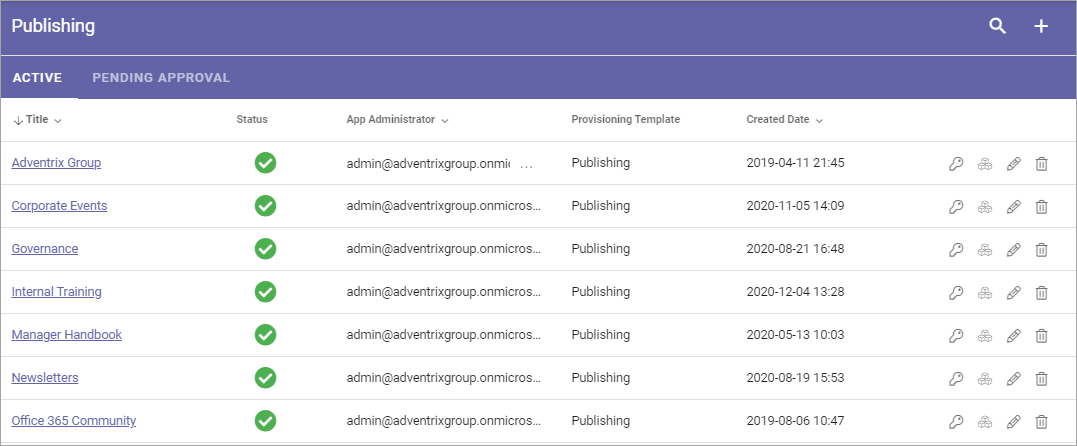 Publishing
ACTIVE PENDING APPROVAL
Title Status App Administrator Provisioning Template Created Date
Adventrix Group admin@adventrixgroup.onmic ... Publishing 2019-04-11 21:45
Corporate Events admin@adventrixgroup.onmicros... Publishing 2020-11-05 14:09
Governance admin@adventrixgroup.onmicros... Publishing 2020-08-21 16:48
Internal Training admin@adventrixgroup.onmicros... Publishing 2020-12-04 13:28
Manager Handbook admin@adventrixgroup.onmicros... Publishing 2020-05-13 10:03
Newsletters admin@adventrixgroup.onmicros... Publishing 2020-08-19 15:53
Office 365 Community admin@adventrixgroup.onmicros... Publishing 2019-08-06 10:47